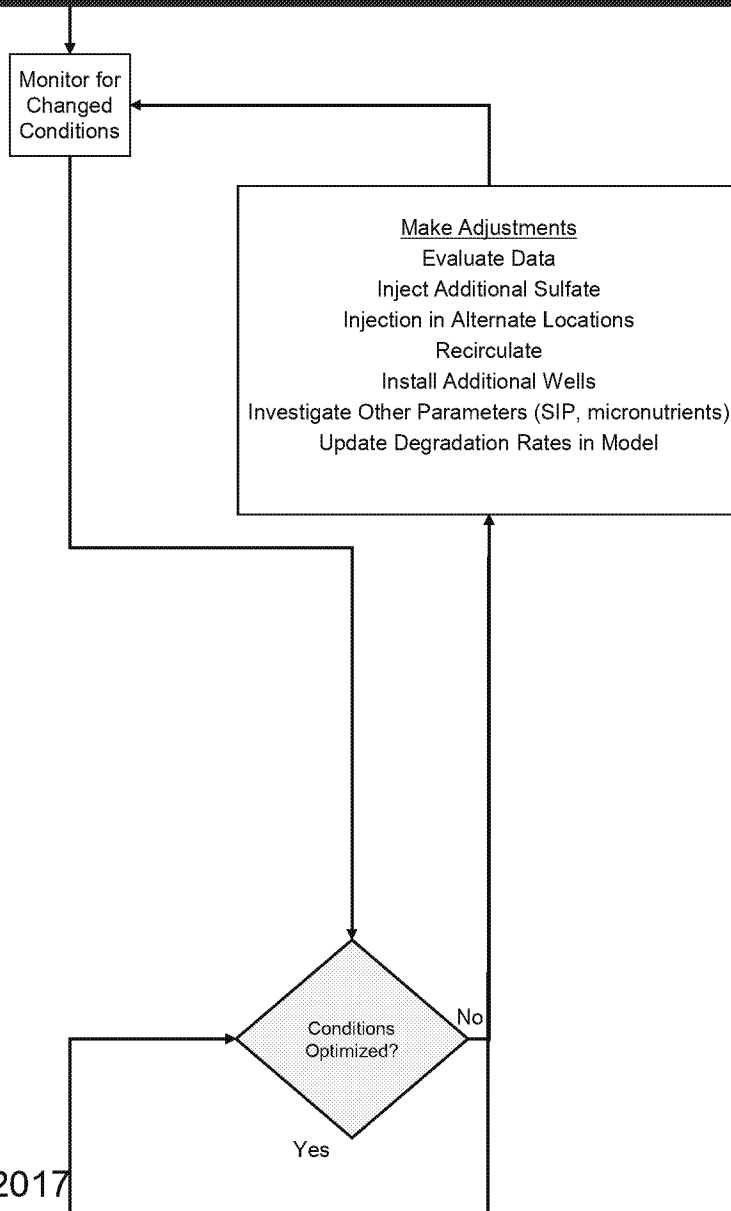 Monitor for
Changed
Conditions
Make Adjustments
Evaluate Data
Inject Additional Sulfate
Injection in Alternate Locations
Recirculate
Install Additional Wells
Investigate Other Parameters (SIP, micronutrients)
Update Degradation Rates in Model
No
Conditions
Optimized?
Yes
2017